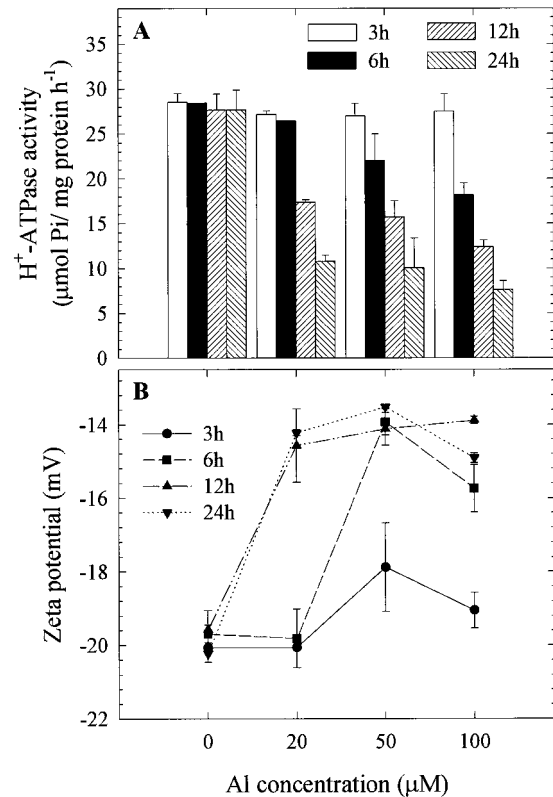 A
3h
12h
6h
24h
35
30
25
20
15
10
5
0
H⁺-ATPase activity
(μmol Pi/ mg protein h⁻¹)
B
3h
6h
12h
24h
-14
-16
-18
-20
-22
Zeta potential (mV)
0 20 50 100
Al concentration (μM)